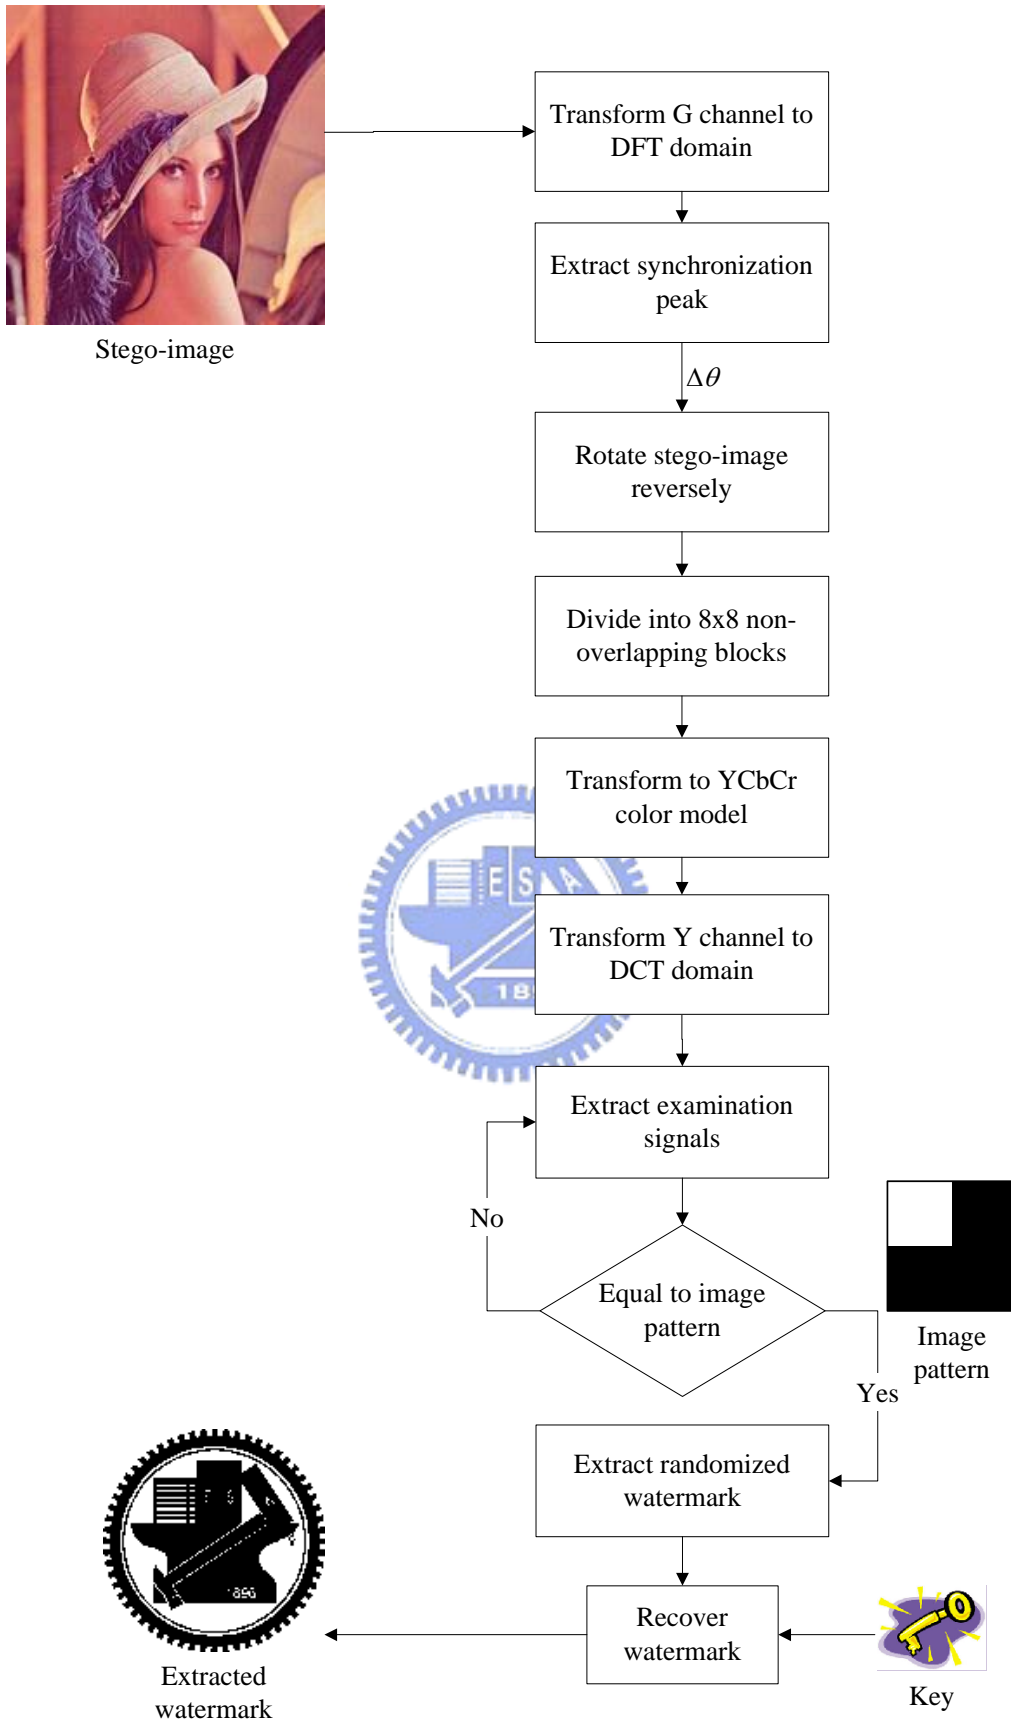 Transform G channel to
DFT domain
Extract synchronization
peak
Stego-image
Δθ
Rotate stego-image
reversely
Divide into 8x8 non-
overlapping blocks
Transform to YCbCr
color model
E S A
Transform Y channel to
DCT domain
Extract examination
signals
No
Equal to image
pattern
Image
pattern
Yes
Extract randomized
watermark
1896
Recover
watermark
Extracted
watermark
Key